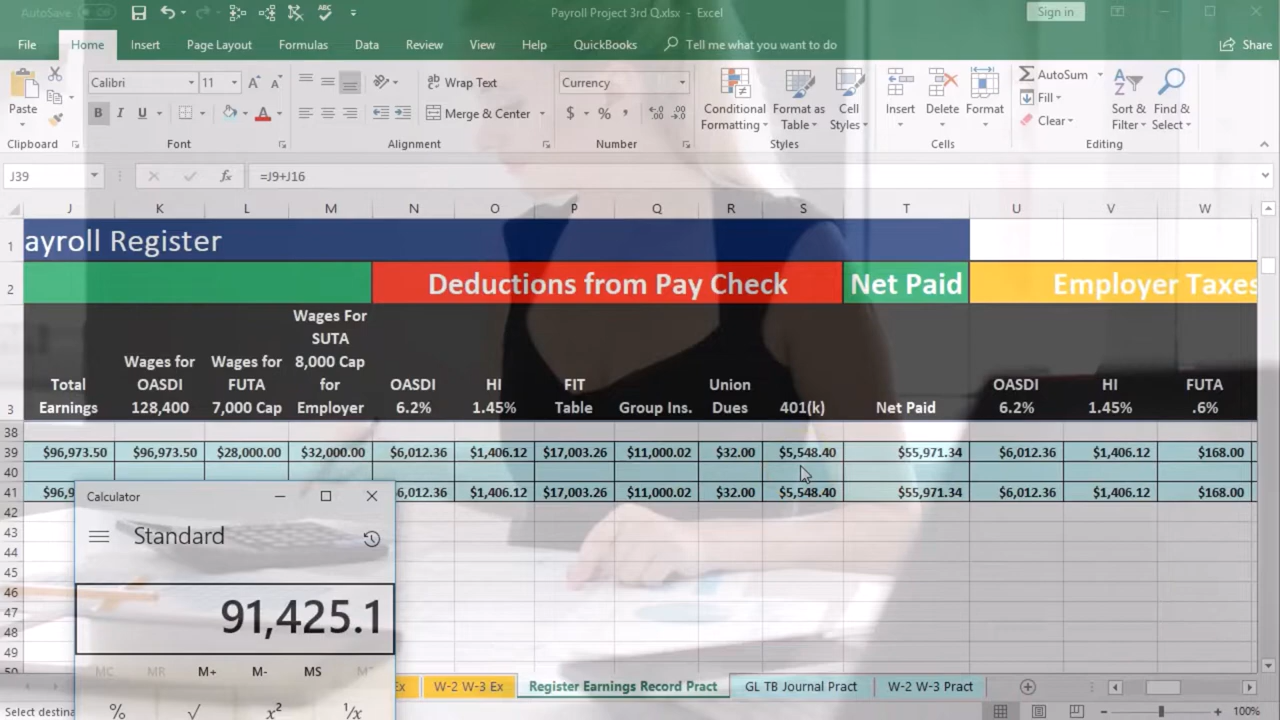 AutoSave Off Payroll Project 3rd Q.xlsx - Excel Sign in
File Home Insert Page Layout Formulas Data Review View Help QuickBooks Tell me what you want to do Share
Calibri 11 A A Wrap Text Currency AutoSum
Paste Conditional Format as Cell Insert Delete Format Fill Sort & Find &
B I U A Merge & Center $ % , Formatting Table Styles Clear Filter Select
Clipboard Font Alignment Number Styles Cells Editing
J39 fx =J9+J16
J K L M N O P Q R S T U V W
1 ayroll Register
2 Deductions from Pay Check Net Paid Employer Taxes
Wages For
SUTA
Wages for Wages for 8,000 Cap
Total OASDI FUTA for OASDI HI FIT Union OASDI HI FUTA
3 Earnings 128,400 7,000 Cap Employer 6.2% 1.45% Table Group Ins. Dues 401(k) Net Paid 6.2% 1.45% .6%
38
39 $96,973.50 $96,973.50 $28,000.00 $32,000.00 $6,012.36 $1,406.12 $17,003.26 $11,000.02 $32.00 $5,548.40 $55,971.34 $6,012.36 $1,406.12 $168.00
40
41 $96,9 6,012.36 $1,406.12 $17,003.26 $11,000.02 $32.00 $5,548.40 $55,971.34 $6,012.36 $1,406.12 $168.00
42
43
44
45
46
47
48
49
50
Calculator
Standard
91,425.1
MC MR M+ M- MS M
% √ x² ¹/x
Ex W-2 W-3 Ex Register Earnings Record Pract GL TB Journal Pract W-2 W-3 Pract
Select destina 100%